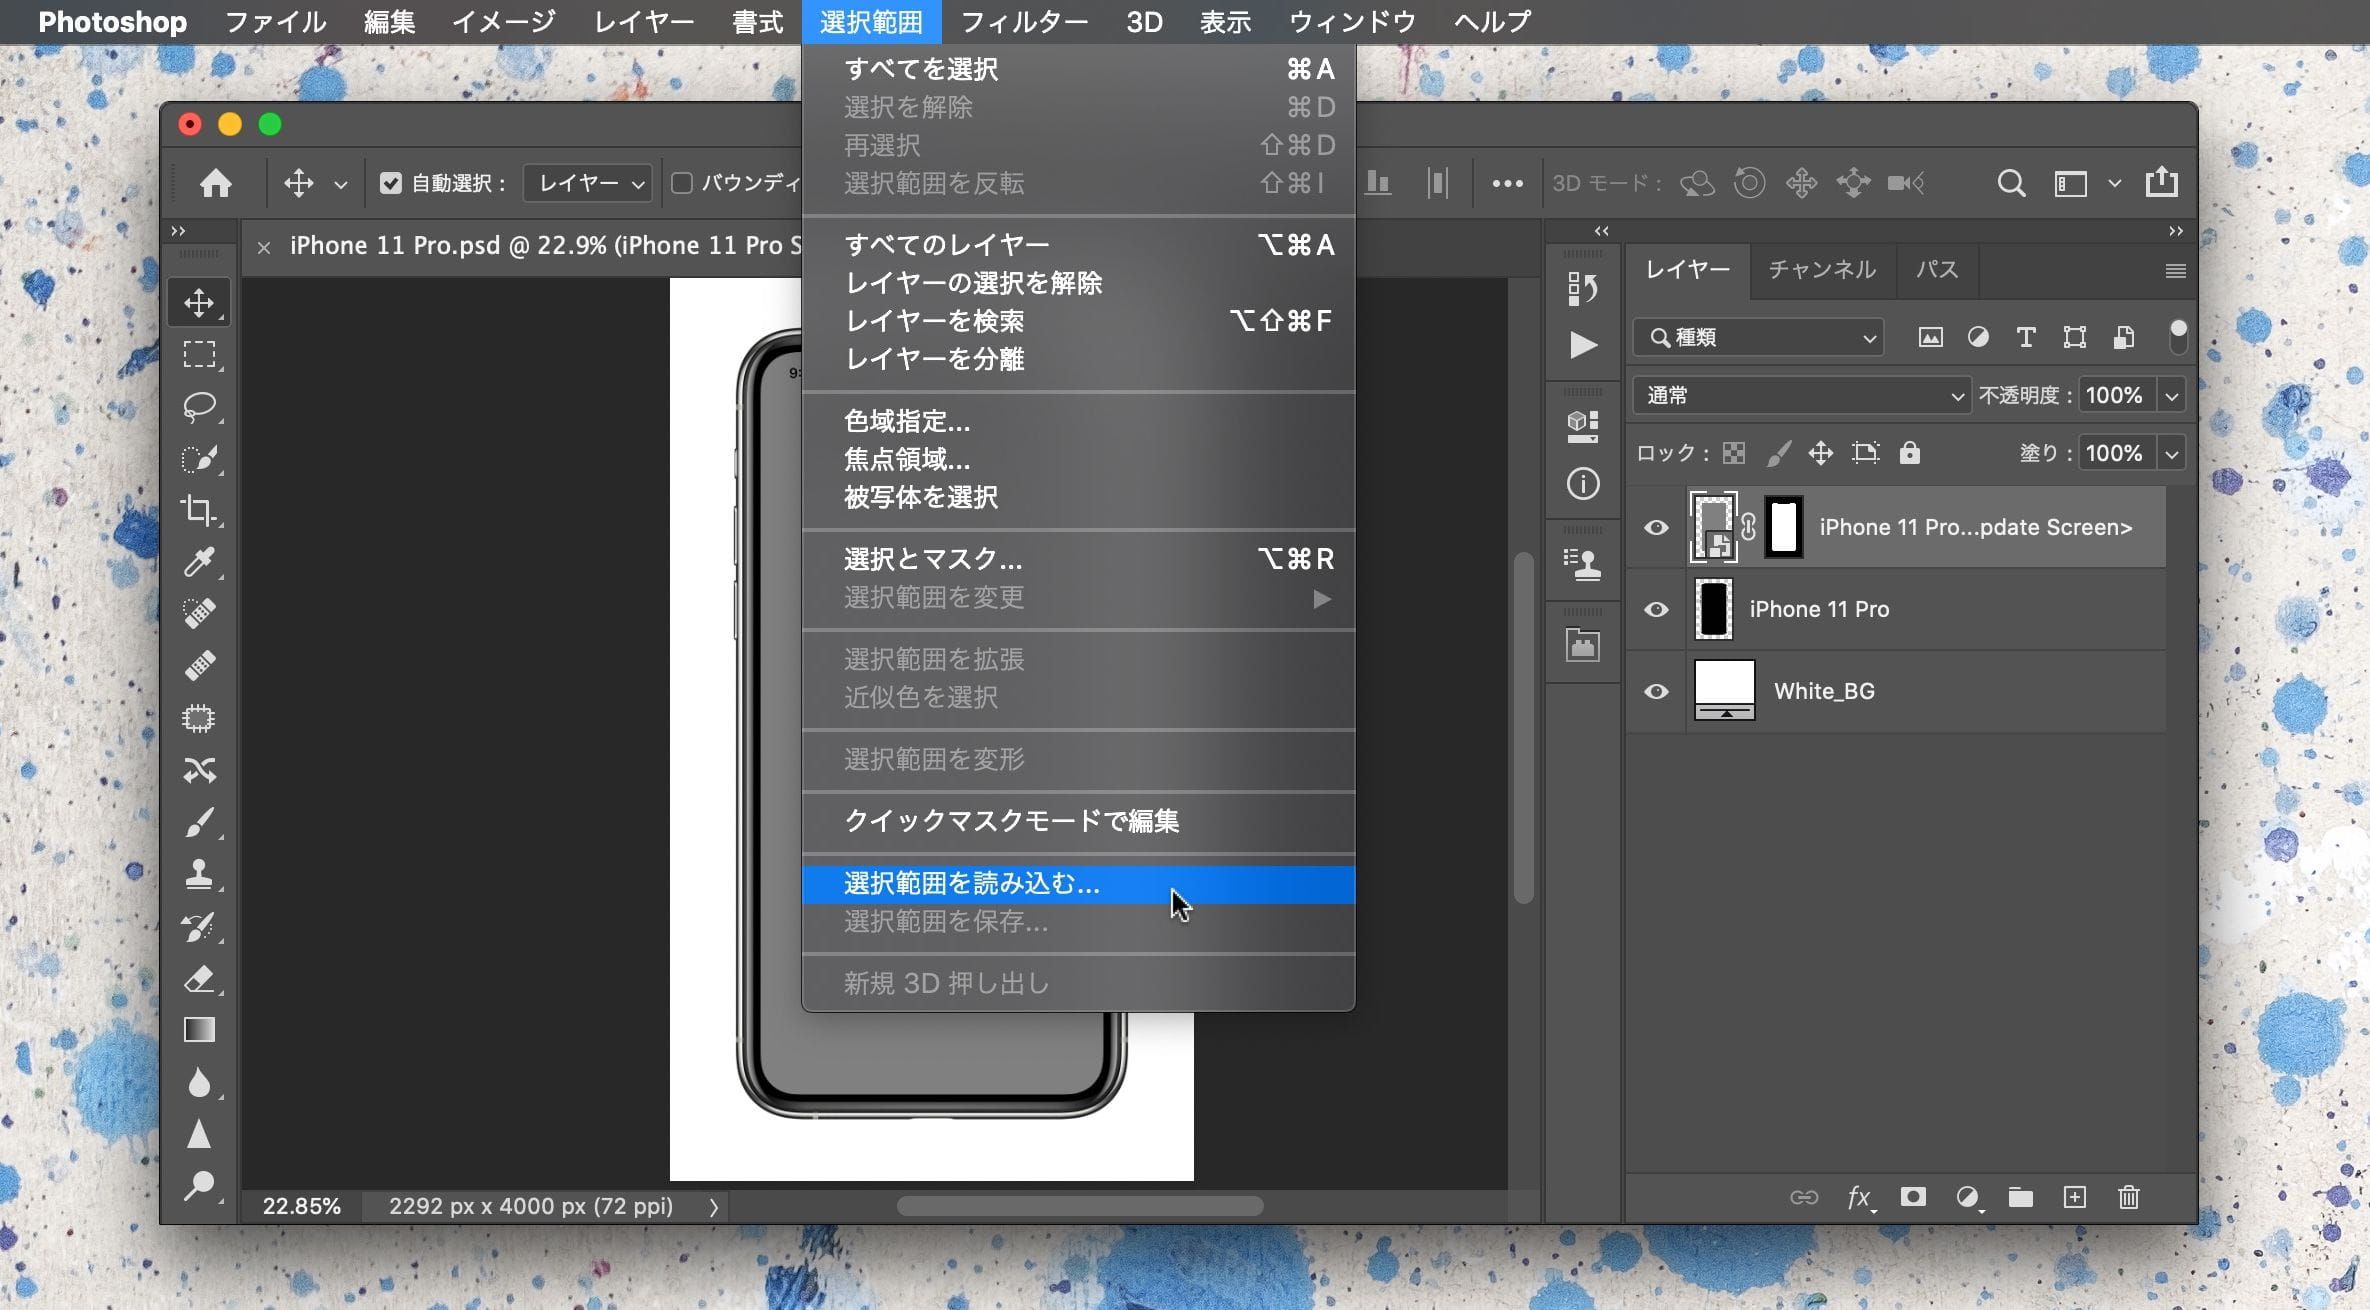 Photoshop ファイル 編集 イメージ レイヤー 書式 選択範囲 フィルター 3D 表示 ウィンドウ ヘルプ
すべてを選択 ⌘A
選択を解除 ⌘D
再選択 ⇧⌘D
選択範囲を反転 ⇧⌘I
すべてのレイヤー ⌥⌘A
レイヤーの選択を解除
レイヤーを検索 ⌥⇧⌘F
レイヤーを分離
色域指定...
焦点領域...
被写体を選択
選択とマスク... ⌥⌘R
選択範囲を変更 ▶
選択範囲を拡張
近似色を選択
選択範囲を変形
クイックマスクモードで編集
選択範囲を読み込む...
選択範囲を保存...
新規 3D 押し出し
自動選択： レイヤー バウンディ
3D モード：
× iPhone 11 Pro.psd @ 22.9% (iPhone 11 Pro S
9:
22.85% 2292 px x 4000 px (72 ppi)
レイヤー チャンネル パス
種類
通常 不透明度： 100%
ロック： 塗り： 100%
iPhone 11 Pro...pdate Screen>
iPhone 11 Pro
White_BG
fx